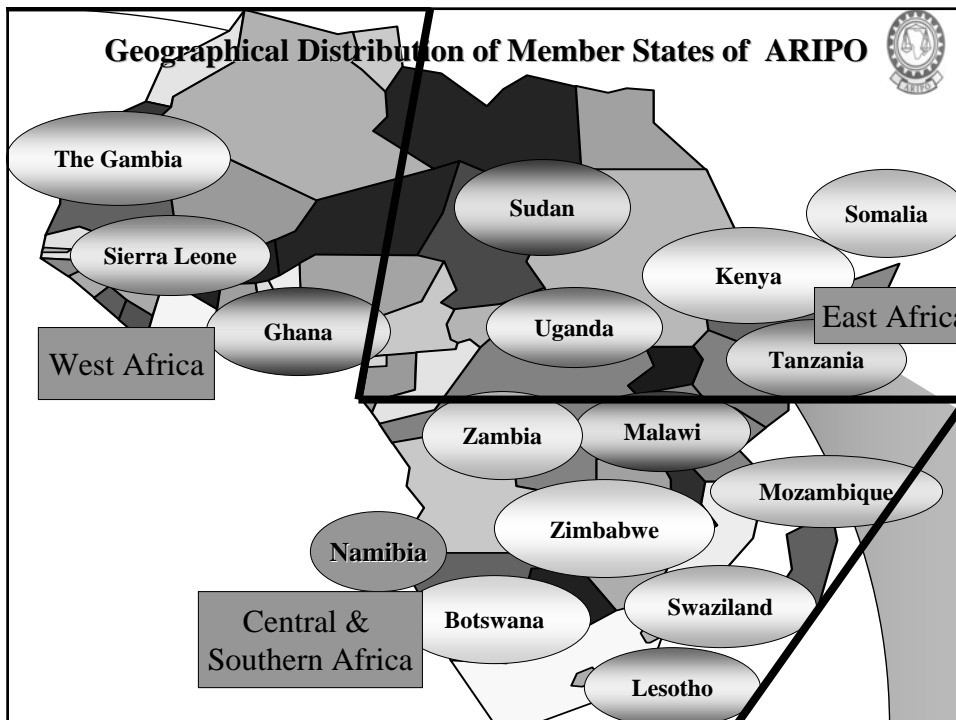 Geographical Distribution of Member States of ARIPO
ARIPO
The Gambia
Sudan
Somalia
Sierra Leone
Kenya
Ghana
Uganda
East Africa
West Africa
Tanzania
Zambia
Malawi
Mozambique
Zimbabwe
Namibia
Swaziland
Botswana
Central &
Southern Africa
Lesotho